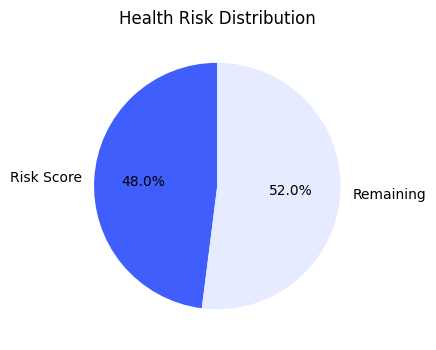 Health Risk Distribution
Risk Score
48.0%
52.0%
Remaining